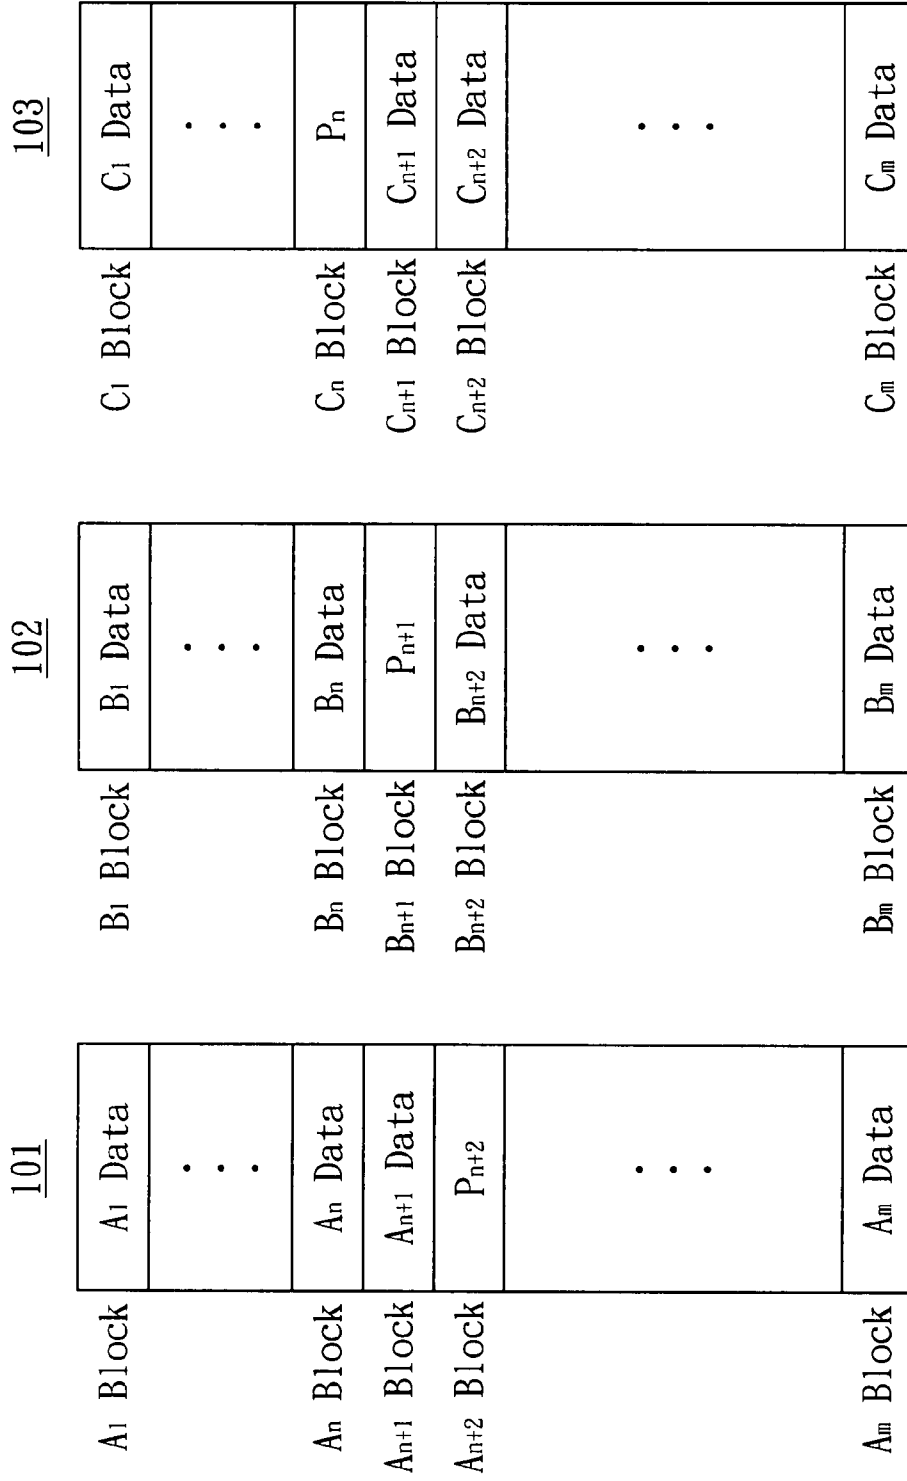 101
A1 Block A1 Data
An Block An Data
An+1 Block An+1 Data
An+2 Block Pn+2
Am Block Am Data
102
B1 Block B1 Data
Bn Block Bn Data
Bn+1 Block Pn+1
Bn+2 Block Bn+2 Data
Bm Block Bm Data
103
C1 Block C1 Data
Cn Block Pn
Cn+1 Block Cn+1 Data
Cn+2 Block Cn+2 Data
Cm Block Cm Data